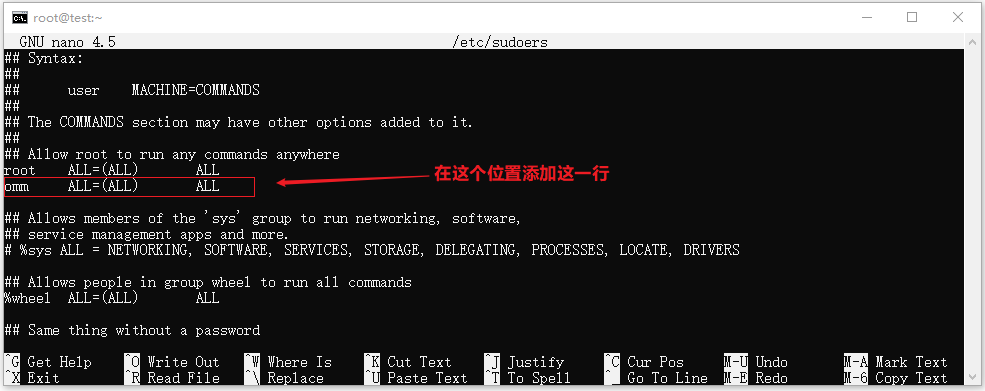 root@test:~
GNU nano 4.5 /etc/sudoers
## Syntax:
##
## user MACHINE=COMMANDS
##
## The COMMANDS section may have other options added to it.
##
## Allow root to run any commands anywhere
root ALL=(ALL) ALL
omm ALL=(ALL) ALL
在这个位置添加这一行
## Allows members of the 'sys' group to run networking, software,
## service management apps and more.
# %sys ALL = NETWORKING, SOFTWARE, SERVICES, STORAGE, DELEGATING, PROCESSES, LOCATE, DRIVERS
## Allows people in group wheel to run all commands
%wheel ALL=(ALL) ALL
## Same thing without a password
^G Get Help ^O Write Out ^W Where Is ^K Cut Text ^J Justify ^C Cur Pos M-U Undo M-A Mark Text
^X Exit ^R Read File ^\ Replace ^U Paste Text ^T To Spell ^_ Go To Line M-E Redo M-6 Copy Text